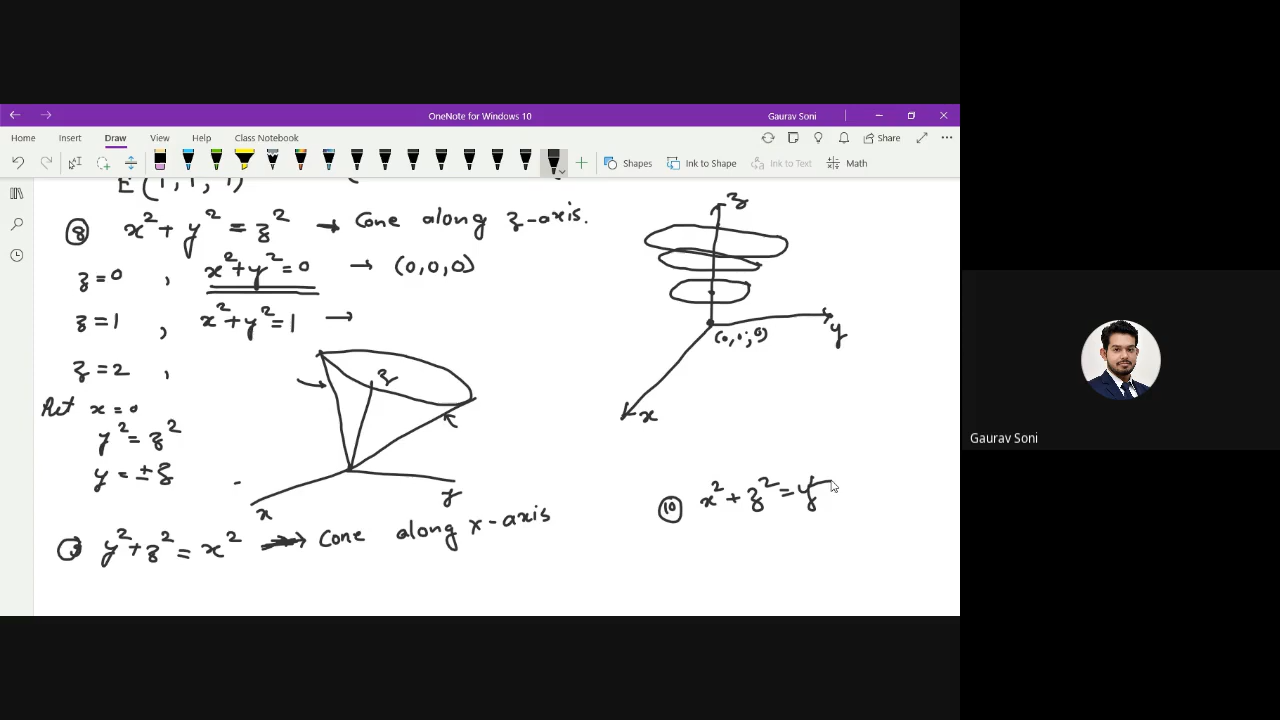 OneNote for Windows 10
Gaurav Soni
Home Insert Draw View Help Class Notebook
Share
Shapes Ink to Shape Ink to Text Math
E(1, 1, 1)
⑧ x² + y² = z² → Cone along z-axis.
z=0 , x²+y²=0 → (0,0,0)
z=1 , x²+y²=1 →
z=2 ,
Put x=0
y² = z²
y = ± z
z
x
y
y² + z² = x² → Cone along x-axis
z
(0,0,0)
y
x
⑩ x² + z² = y
Gaurav Soni